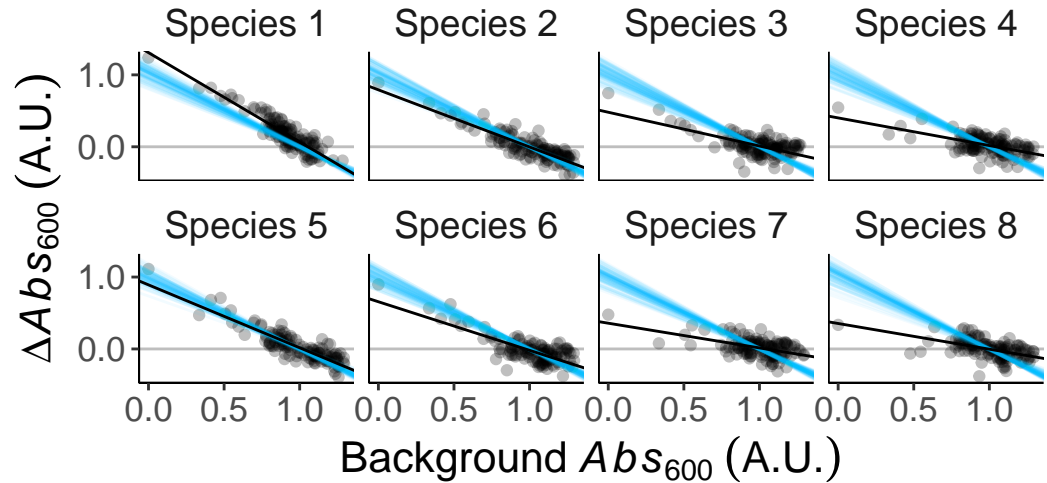 Species 1 Species 2 Species 3 Species 4
1.0
0.0
Species 5 Species 6 Species 7 Species 8
1.0
0.0
0.0 0.5 1.0 0.0 0.5 1.0 0.0 0.5 1.0 0.0 0.5 1.0
Background Abs₆₀₀ (A.U.)
ΔAbs₆₀₀ (A.U.)